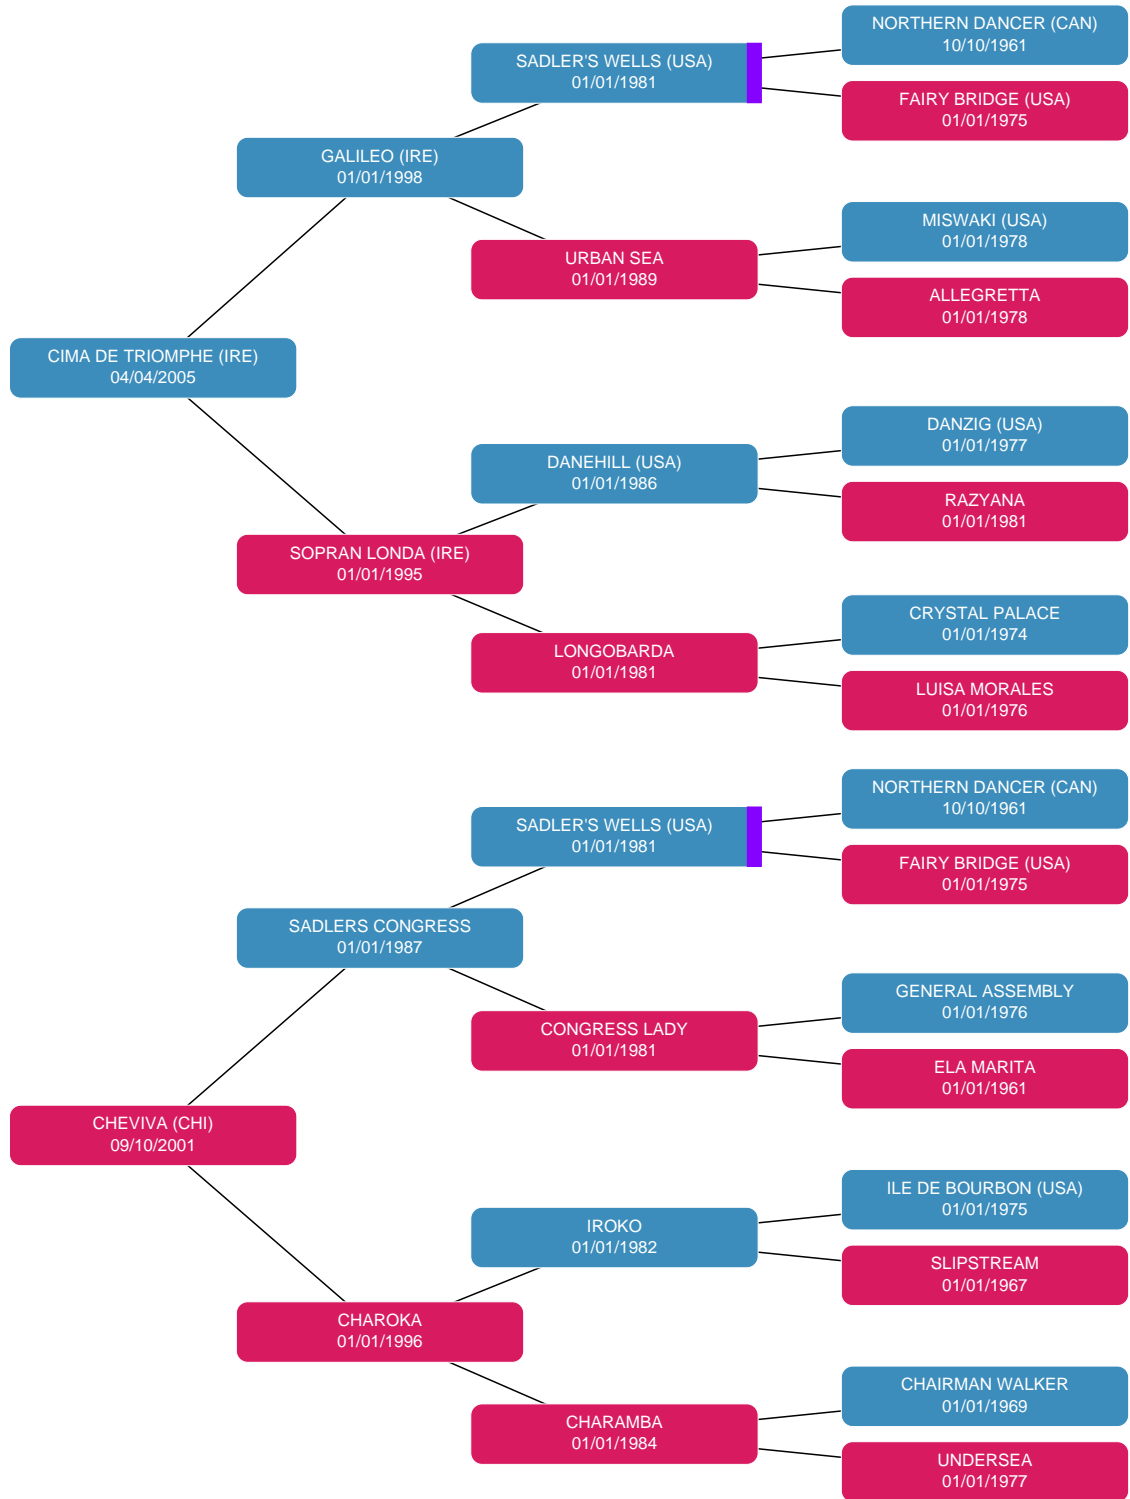 NORTHERN DANCER (CAN)
10/10/1961
SADLER'S WELLS (USA)
01/01/1981
FAIRY BRIDGE (USA)
01/01/1975
GALILEO (IRE)
01/01/1998
MISWAKI (USA)
01/01/1978
URBAN SEA
01/01/1989
ALLEGRETTA
01/01/1978
CIMA DE TRIOMPHE (IRE)
04/04/2005
DANZIG (USA)
01/01/1977
DANEHILL (USA)
01/01/1986
RAZYANA
01/01/1981
SOPRAN LONDA (IRE)
01/01/1995
CRYSTAL PALACE
01/01/1974
LONGOBARDA
01/01/1981
LUISA MORALES
01/01/1976
NORTHERN DANCER (CAN)
10/10/1961
SADLER'S WELLS (USA)
01/01/1981
FAIRY BRIDGE (USA)
01/01/1975
SADLERS CONGRESS
01/01/1987
GENERAL ASSEMBLY
01/01/1976
CONGRESS LADY
01/01/1981
ELA MARITA
01/01/1961
CHEVIVA (CHI)
09/10/2001
ILE DE BOURBON (USA)
01/01/1975
IROKO
01/01/1982
SLIPSTREAM
01/01/1967
CHAROKA
01/01/1996
CHAIRMAN WALKER
01/01/1969
CHARAMBA
01/01/1984
UNDERSEA
01/01/1977